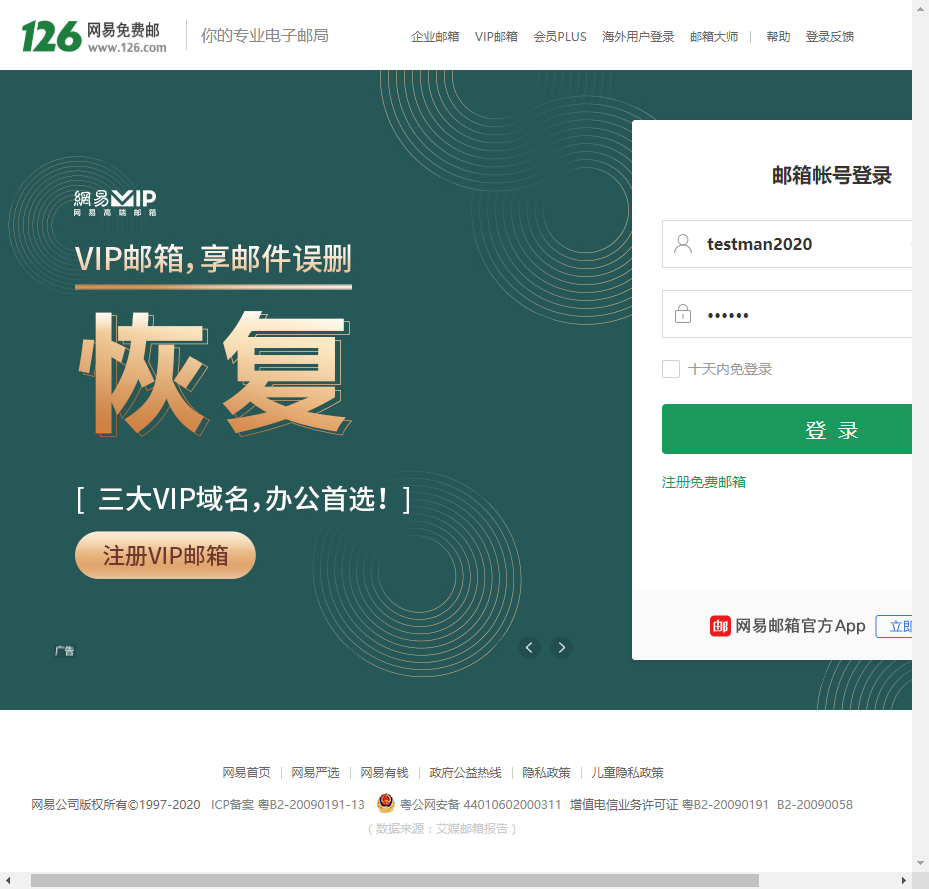 126 网易免费邮 www.126.com 你的专业电子邮局 企业邮箱 VIP邮箱 会员PLUS 海外用户登录 邮箱大师 | 帮助 登录反馈
網易VIP
网易高端邮箱
VIP邮箱,享邮件误删
恢复
[ 三大VIP域名,办公首选! ]
注册VIP邮箱
广告
邮箱帐号登录
testman2020
••••••
十天内免登录
登 录
注册免费邮箱
邮 网易邮箱官方App 立即
网易首页 | 网易严选 | 网易有钱 | 政府公益热线 | 隐私政策 | 儿童隐私政策
网易公司版权所有©1997-2020 ICP备案 粤B2-20090191-13 粤公网安备 44010602000311 增值电信业务许可证 粤B2-20090191 B2-20090058
( 数据来源：艾媒邮箱报告 )